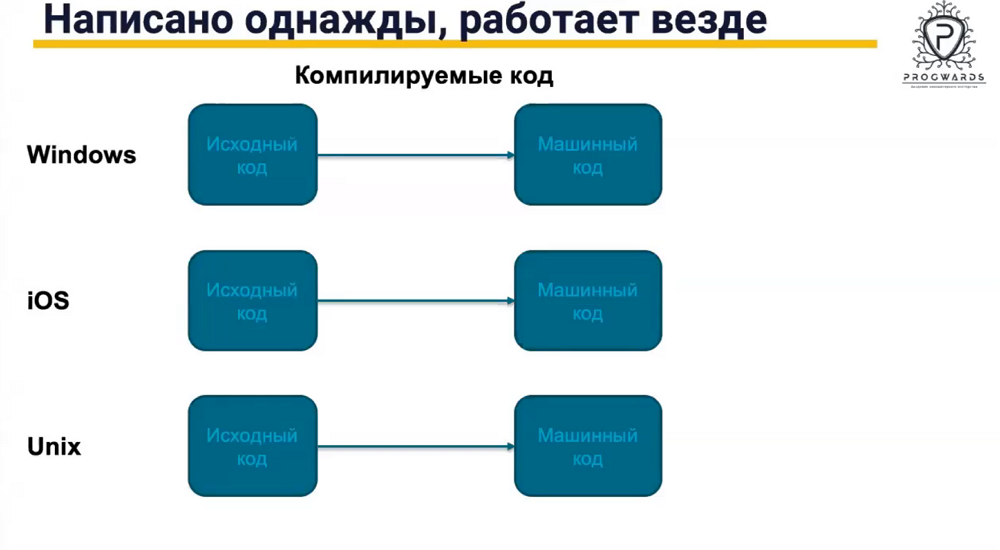 Написано однажды, работает везде
PROGWARDS
Компилируемые код
Windows
Исходный
код
Машинный
код
iOS
Исходный
код
Машинный
код
Unix
Исходный
код
Машинный
код